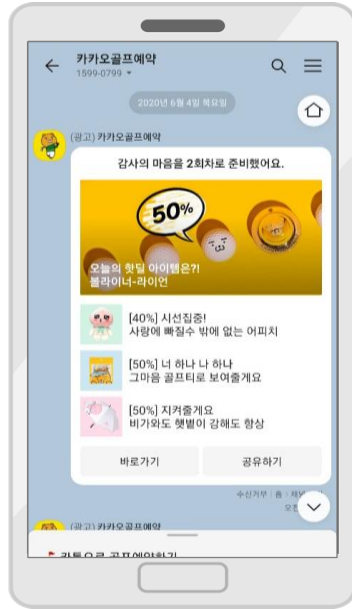 카카오골프예약
1599-0799
2020년 6월 4일 목요일
(광고) 카카오골프예약
감사의 마음을 2회차로 준비했어요.
50%
오늘의 핫딜 아이템은?!
볼라이너-라이언
[40%] 시선집중!
사랑에 빠질수 밖에 없는 어피치
[50%] 너 하나 나 하나
그마음 골프티로 보여줄게요
[50%] 지켜줄게요
비가와도 햇볕이 강해도 항상
바로가기
공유하기
수신거부 | 홈
(광고) 카카오골프예약
카톡으로 골프예약하기